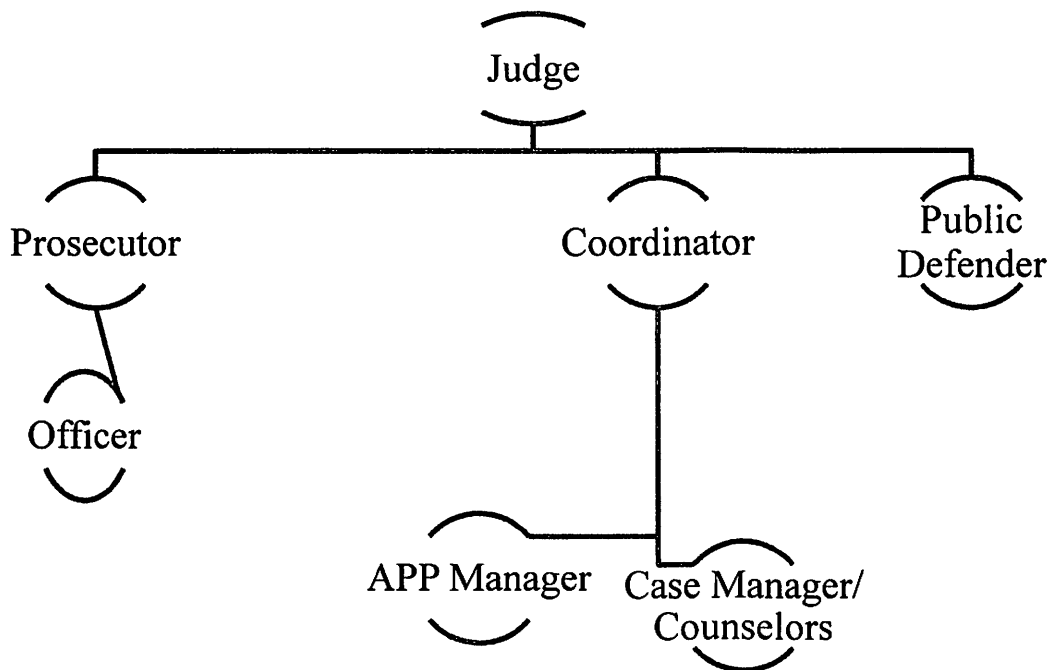 Judge
Prosecutor
Coordinator
Public
Defender
Officer
APP Manager
Case Manager/
Counselors